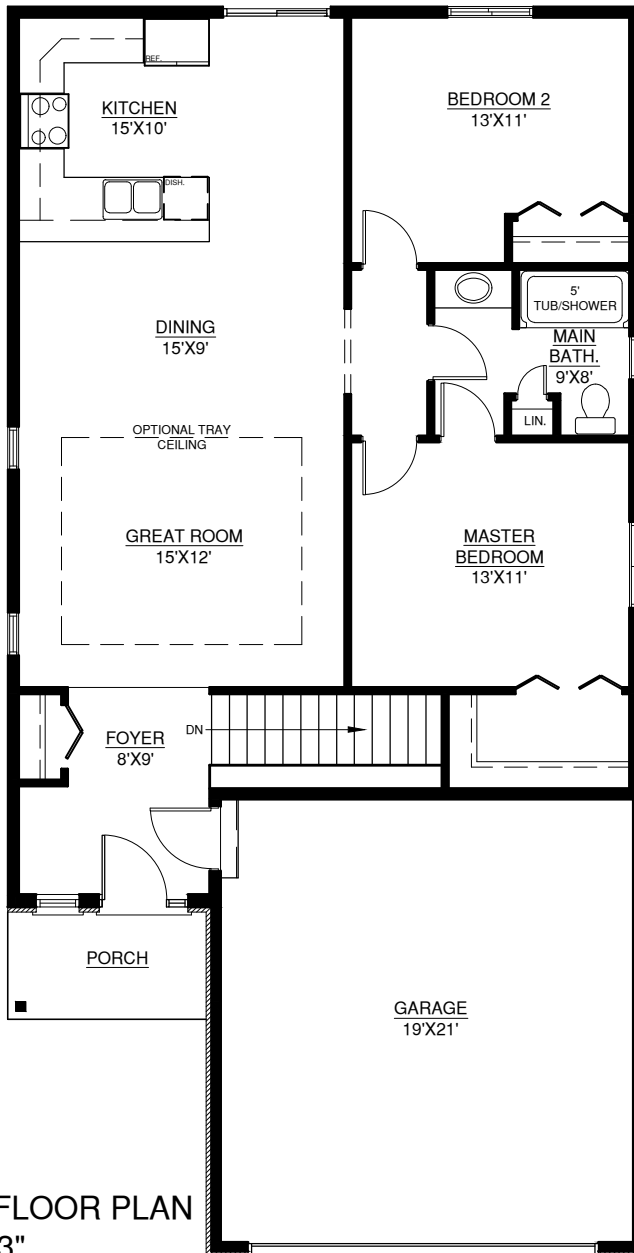 REF.
KITCHEN
15'X10'
BEDROOM 2
13'X11'
DISH.
5'
TUB/SHOWER
DINING
15'X9'
MAIN
BATH.
9'X8'
LIN.
OPTIONAL TRAY
CEILING
GREAT ROOM
15'X12'
MASTER
BEDROOM
13'X11'
DN
FOYER
8'X9'
PORCH
GARAGE
19'X21'
FLOOR PLAN
3"